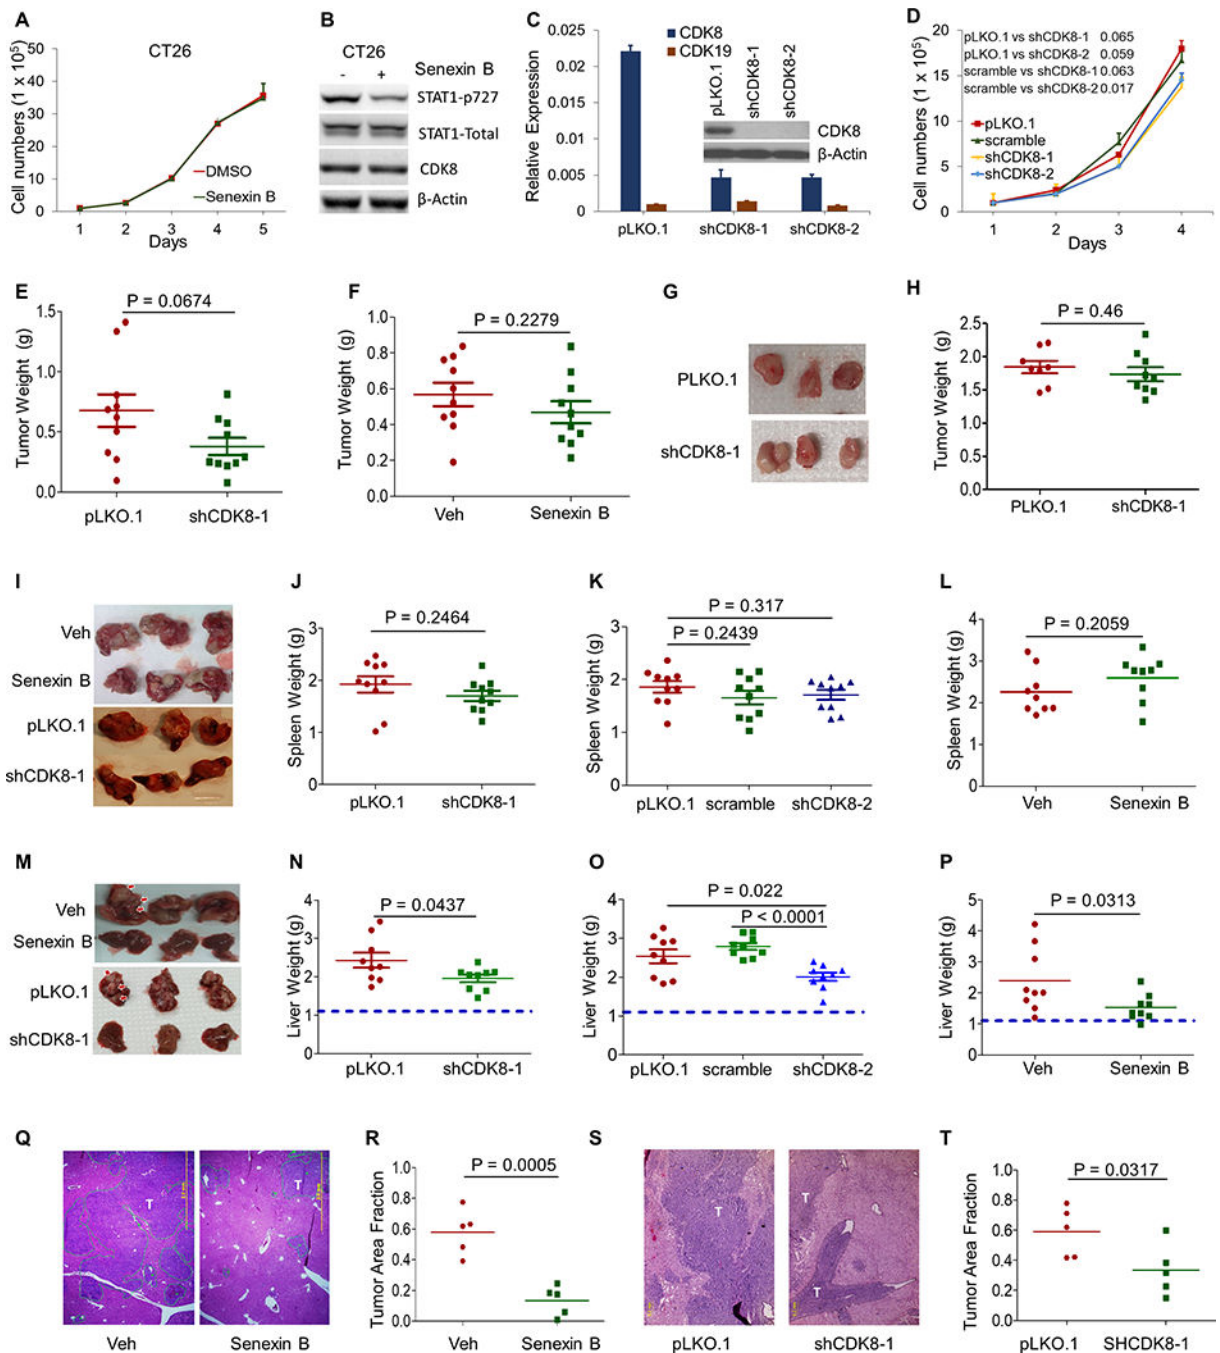 A
CT26
Cell numbers (1 x 10⁵)
50
40
30
20
10
0
DMSO
Senexin B
1 2 3 4 5
Days
B
CT26
- + Senexin B
STAT1-p727
STAT1-Total
CDK8
β-Actin
C
Relative Expression
0.025
0.02
0.015
0.01
0.005
0
CDK8
CDK19
pLKO.1
shCDK8-1
shCDK8-2
CDK8
β-Actin
pLKO.1 shCDK8-1 shCDK8-2
D
Cell numbers (1 x 10⁵)
20
15
10
5
0
pLKO.1 vs shCDK8-1 0.065
pLKO.1 vs shCDK8-2 0.059
scramble vs shCDK8-1 0.063
scramble vs shCDK8-2 0.017
pLKO.1
scramble
shCDK8-1
shCDK8-2
1 2 3 4
Days
E
P = 0.0674
Tumor Weight (g)
1.5
1.0
0.5
0.0
pLKO.1 shCDK8-1
F
P = 0.2279
Tumor Weight (g)
1.0
0.8
0.6
0.4
0.2
0.0
Veh Senexin B
G
PLKO.1
shCDK8-1
H
P = 0.46
Tumor Weight (g)
2.5
2.0
1.5
1.0
0.5
0.0
PLKO.1 shCDK8-1
I
Veh
Senexin B
pLKO.1
shCDK8-1
J
P = 0.2464
Spleen Weight (g)
3
2
1
0
pLKO.1 shCDK8-1
K
P = 0.317
P = 0.2439
Spleen Weight (g)
3
2
1
0
pLKO.1 scramble shCDK8-2
L
P = 0.2059
Spleen Weight (g)
4
3
2
1
0
Veh Senexin B
M
Veh
Senexin B
pLKO.1
shCDK8-1
N
P = 0.0437
Liver Weight (g)
4
3
2
1
0
pLKO.1 shCDK8-1
O
P = 0.022
P < 0.0001
Liver Weight (g)
4
3
2
1
0
pLKO.1 scramble shCDK8-2
P
P = 0.0313
Liver Weight (g)
5
4
3
2
1
0
Veh Senexin B
Q
T
T
Veh Senexin B
R
P = 0.0005
Tumor Area Fraction
1.0
0.8
0.6
0.4
0.2
0.0
Veh Senexin B
S
T
T
T
pLKO.1 shCDK8-1
T
P = 0.0317
Tumor Area Fraction
1.0
0.8
0.6
0.4
0.2
0.0
pLKO.1 SHCDK8-1